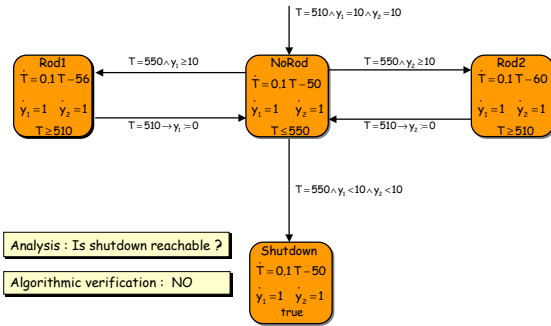 T = 510 ∧ y₁ = 10 ∧ y₂ = 10
Rod1
Ṫ = 0,1 T − 56
ẏ₁ = 1 ẏ₂ = 1
T ≥ 510
T = 550 ∧ y₁ ≥ 10
T = 510 → y₁ := 0
NoRod
Ṫ = 0,1 T − 50
ẏ₁ = 1 ẏ₂ = 1
T ≤ 550
T = 550 ∧ y₂ ≥ 10
T = 510 → y₂ := 0
Rod2
Ṫ = 0,1 T − 60
ẏ₁ = 1 ẏ₂ = 1
T ≥ 510
T = 550 ∧ y₁ < 10 ∧ y₂ < 10
Analysis : Is shutdown reachable ?
Algorithmic verification : NO
Shutdown
Ṫ = 0,1 T − 50
ẏ₁ = 1 ẏ₂ = 1
true